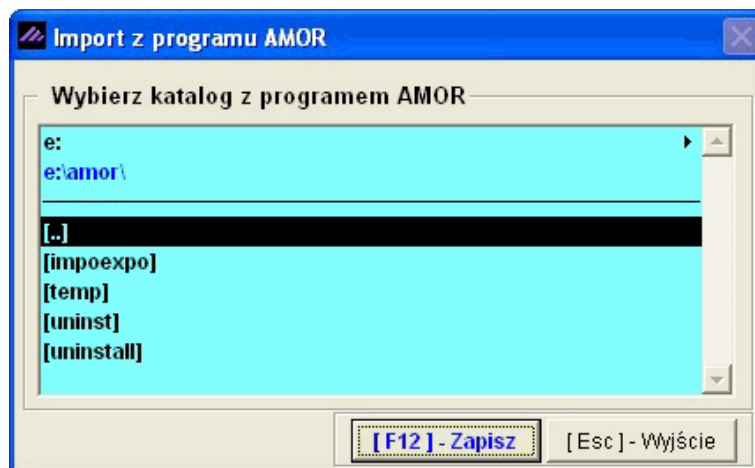 Import z programu AMOR
Wybierz katalog z programem AMOR
e:
e:\amor\
[..]
[impoexpo]
[temp]
[uninst]
[uninstall]
[ F12 ] - Zapisz
[ Esc ] - Wyjście